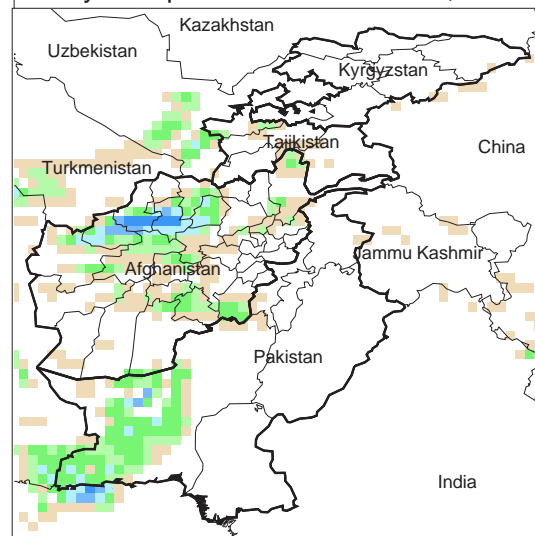 Kazakhstan
Uzbekistan
Kyrgyzstan
Tajikistan
China
Turkmenistan
Jammu Kashmir
Afghanistan
Pakistan
India